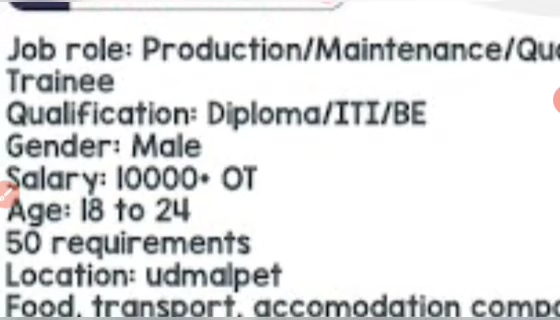 Job role: Production/Maintenance/
Trainee
Qualification: Diploma/ITI/BE
Gender: Male
Salary: 10000+ OT
Age: 18 to 24
50 requirements
Location: udmalpet
Food, transport, accomodation